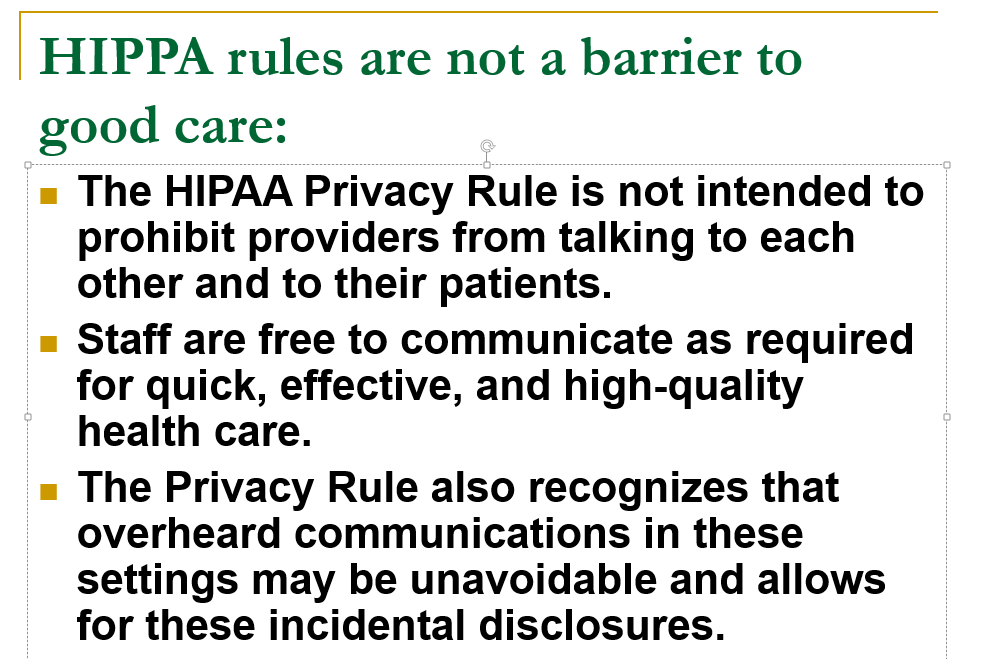 HIPPA rules are not a barrier to
good care:
The HIPAA Privacy Rule is not intended to
prohibit providers from talking to each
other and to their patients.
Staff are free to communicate as required
for quick, effective, and high-quality
health care.
The Privacy Rule also recognizes that
overheard communications in these
settings may be unavoidable and allows
for these incidental disclosures.